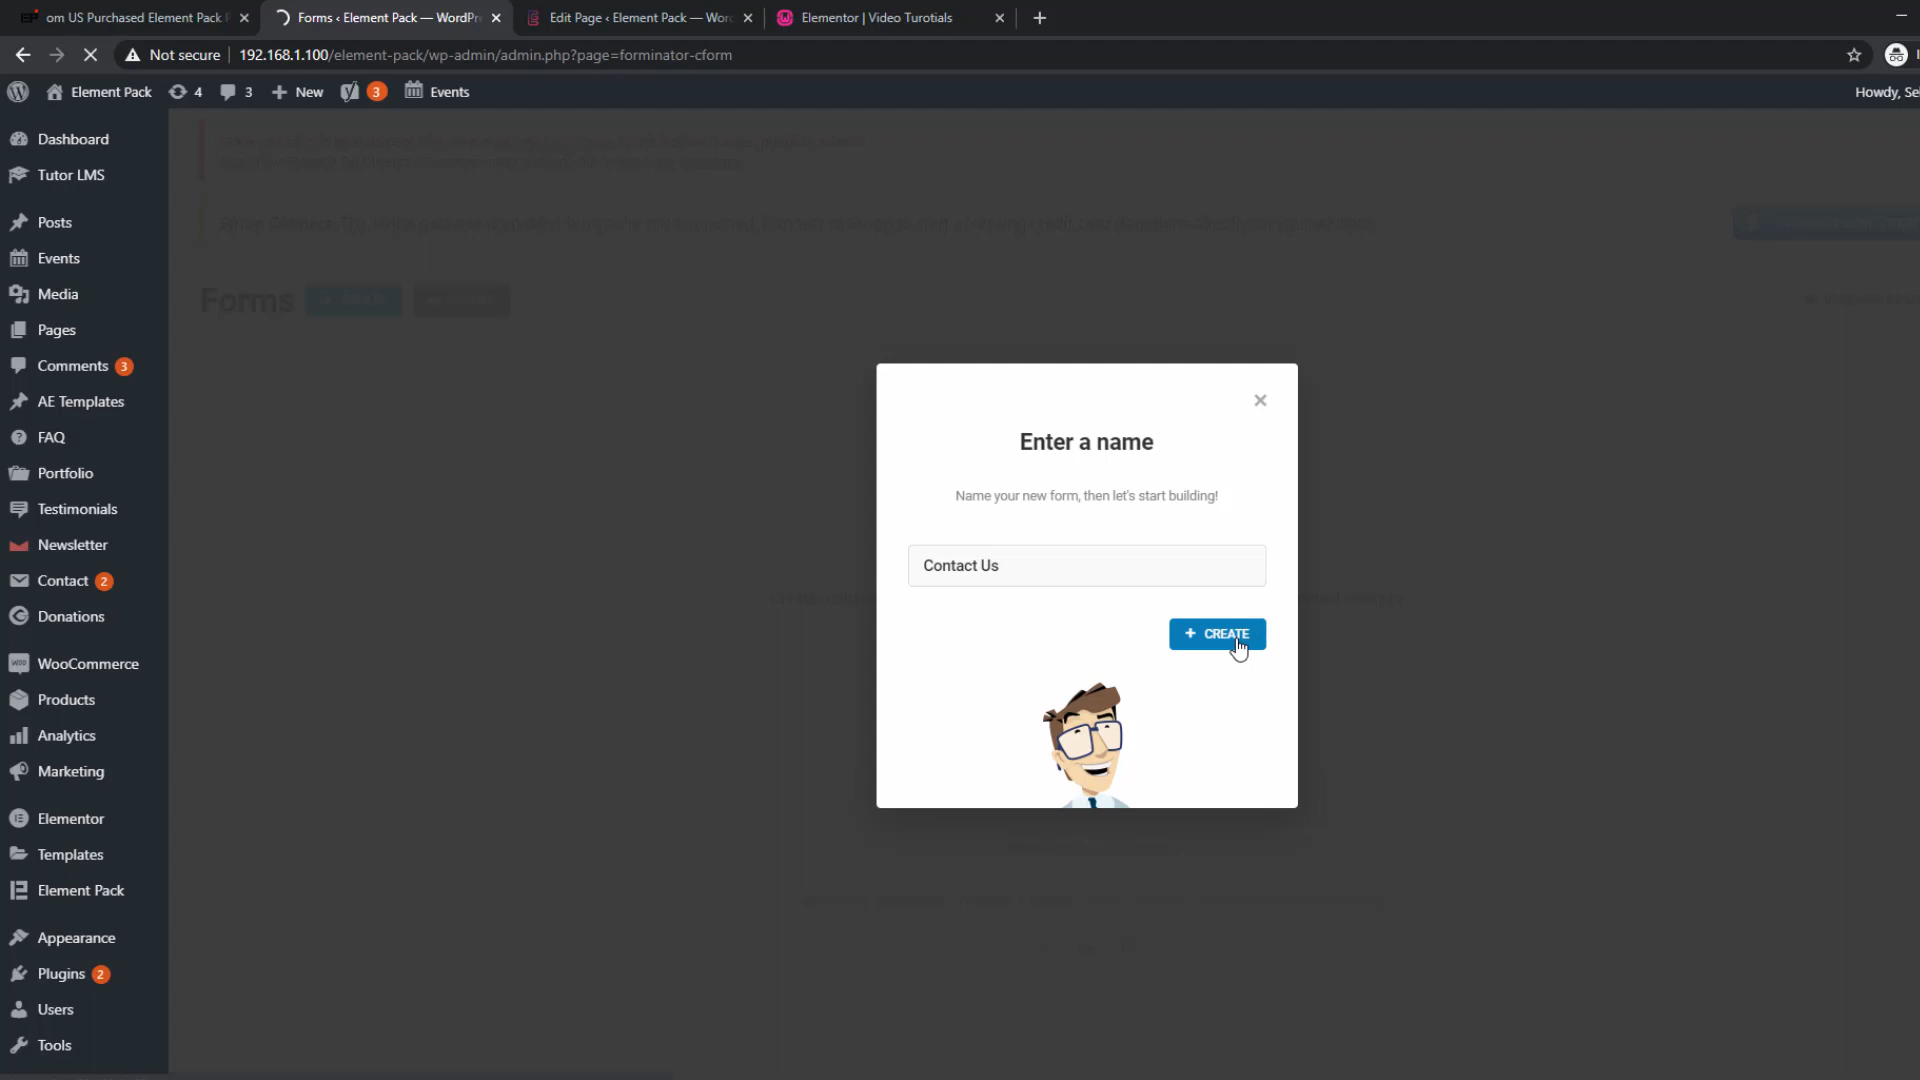 om US Purchased Element Pack P
Forms ‹ Element Pack — WordPr
Edit Page ‹ Element Pack — Wor
Elementor | Video Turotials
Not secure
192.168.1.100/element-pack/wp-admin/admin.php?page=forminator-cform
Element Pack
4
3
New
3
Events
Howdy, Sel
Dashboard
Tutor LMS
Posts
Events
Media
Pages
Comments 3
AE Templates
FAQ
Portfolio
Testimonials
Newsletter
Contact 2
Donations
WooCommerce
Products
Analytics
Marketing
Elementor
Templates
Element Pack
Appearance
Plugins 2
Users
Tools
Forms
Enter a name
Name your new form, then let's start building!
Contact Us
+ CREATE